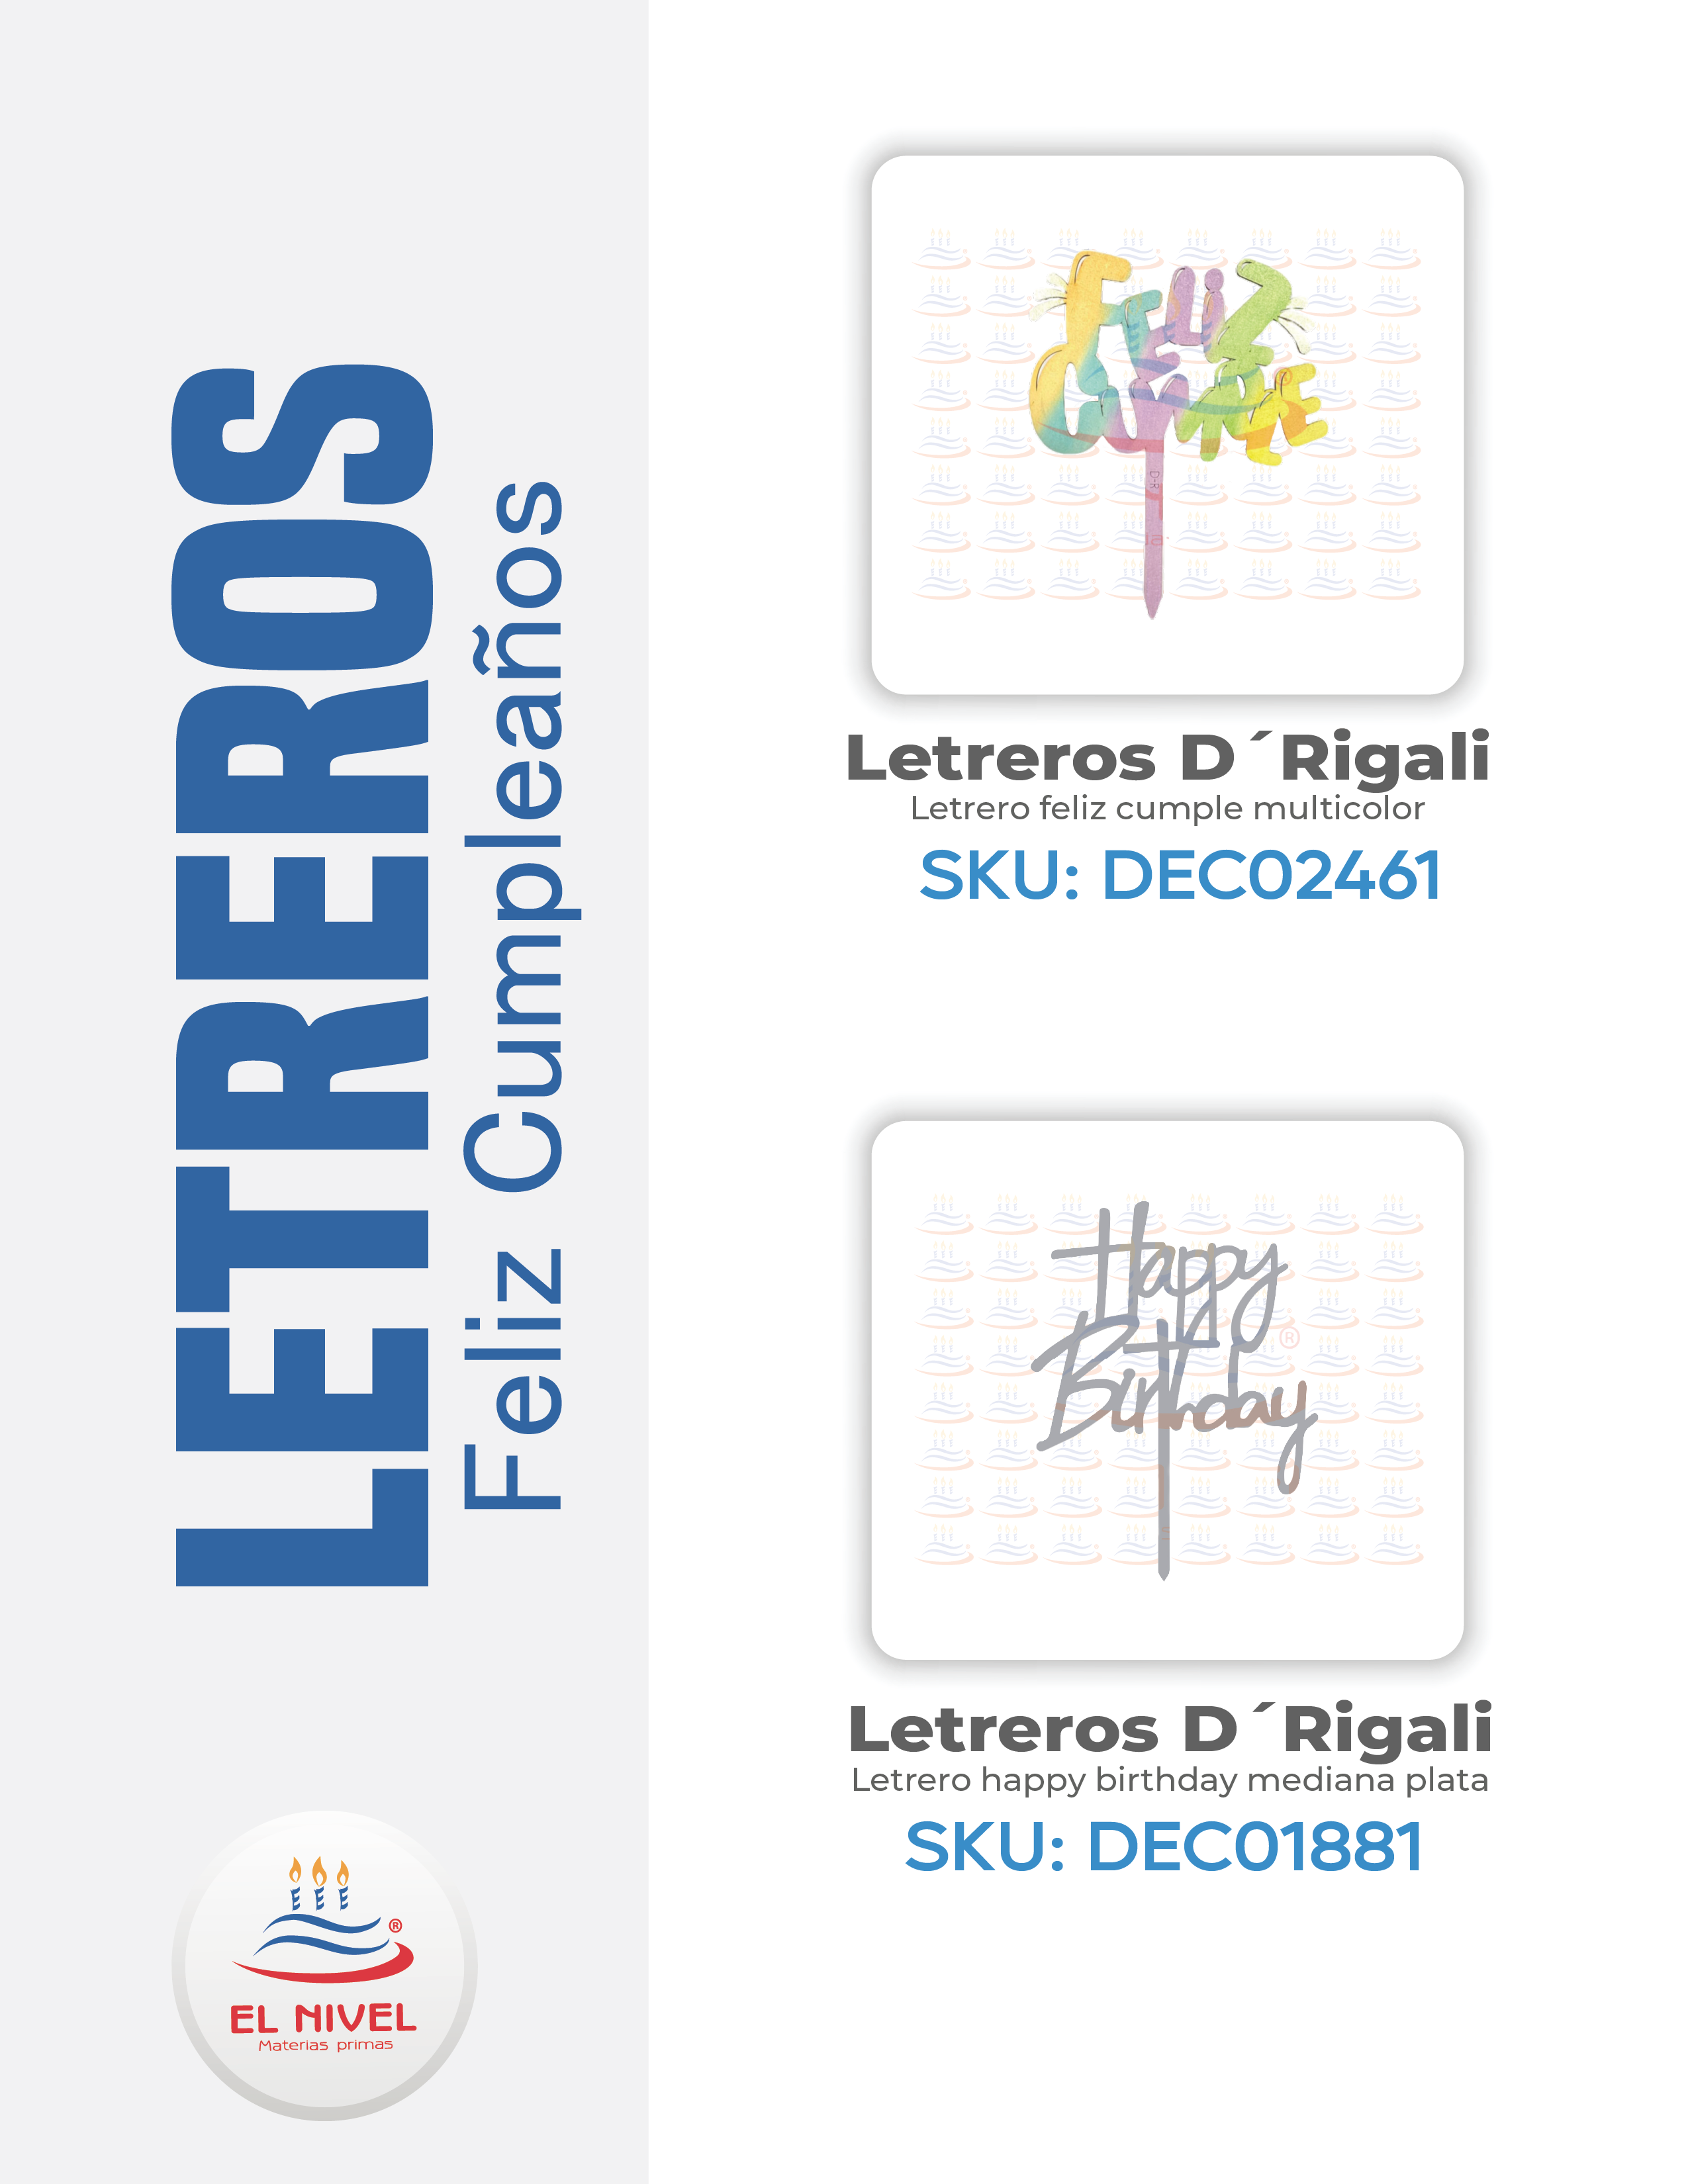 LETREROS
Feliz Cumpleaños
FELIZ
CUMPLE
Letreros D´Rigali
Letrero feliz cumple multicolor
SKU: DEC02461
Happy
Birthday
®
Letreros D´Rigali
Letrero happy birthday mediana plata
SKU: DEC01881
®
EL NIVEL
Materias primas